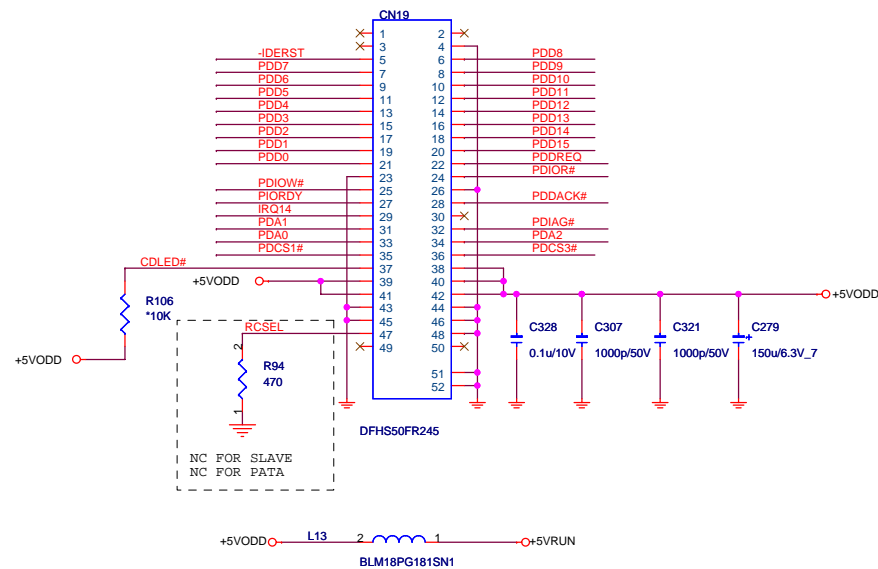 CN19
1 2
3 4
-IDERST 5 6 PDD8
PDD7 7 8 PDD9
PDD6 9 10 PDD10
PDD5 11 12 PDD11
PDD4 13 14 PDD12
PDD3 15 16 PDD13
PDD2 17 18 PDD14
PDD1 19 20 PDD15
PDD0 21 22 PDDREQ
23 24 PDIOR#
PDIOW# 25 26
PIORDY 27 28 PDDACK#
IRQ14 29 30
PDA1 31 32 PDIAG#
PDA0 33 34 PDA2
PDCS1# 35 36 PDCS3#
CDLED# 37 38
+5VODD 39 40
41 42 +5VODD
R106
*10K
43 44
45 46
RCSEL 47 48
49 50
51
52
C328
0.1u/10V
C307
1000p/50V
C321
1000p/50V
C279
+
150u/6.3V_7
+5VODD
2
R94
470
1
NC FOR SLAVE
NC FOR PATA
DFHS50FR245
+5VODD L13 2 1 +5VRUN
BLM18PG181SN1